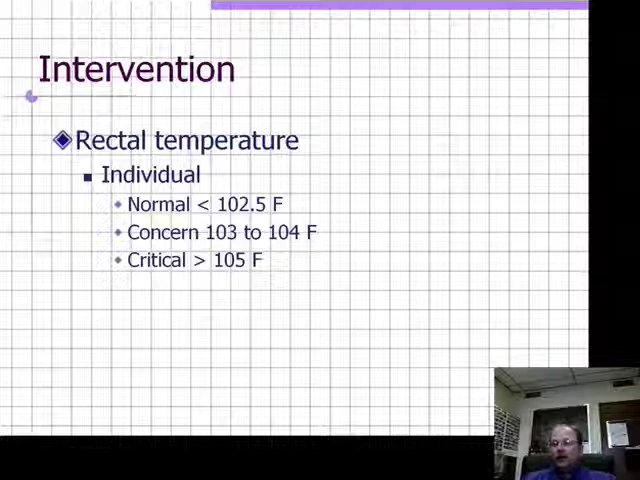 Intervention
Rectal temperature
Individual
Normal < 102.5 F
Concern 103 to 104 F
Critical > 105 F